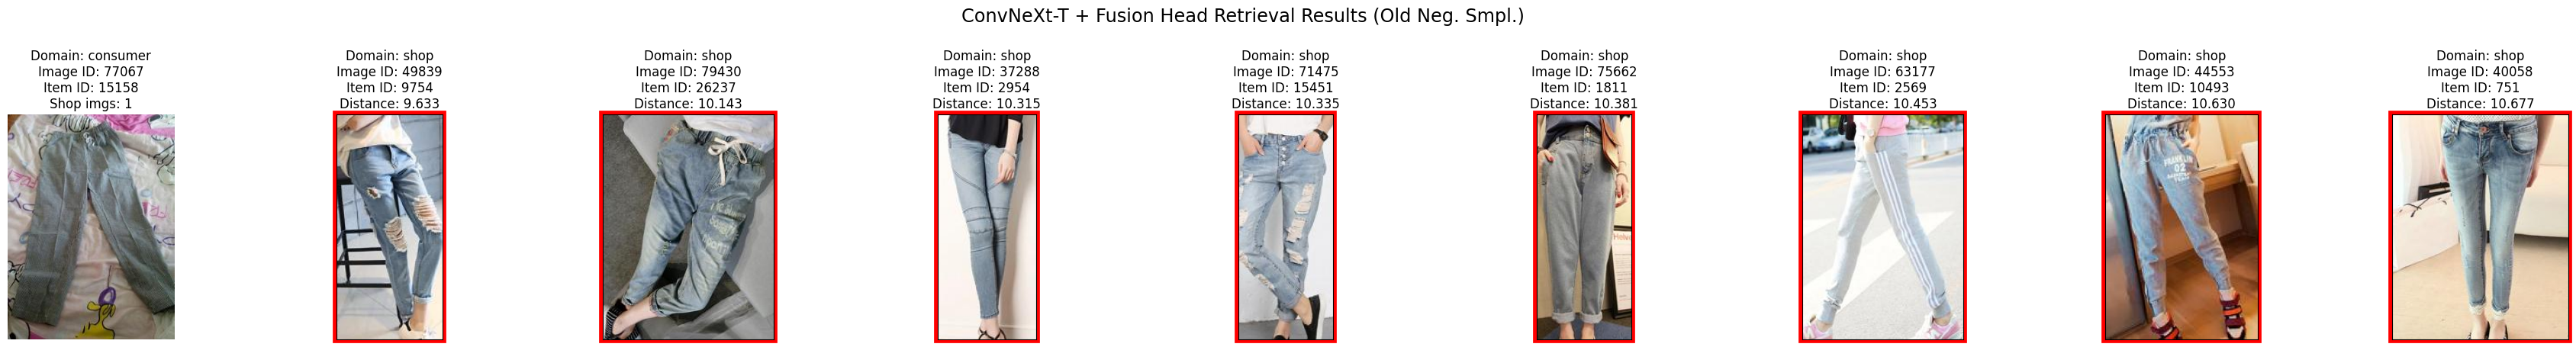 ConvNeXt-T + Fusion Head Retrieval Results (Old Neg. Smpl.)
Domain: consumer
Image ID: 77067
Item ID: 15158
Shop imgs: 1
Domain: shop
Image ID: 49839
Item ID: 9754
Distance: 9.633
Domain: shop
Image ID: 79430
Item ID: 26237
Distance: 10.143
Domain: shop
Image ID: 37288
Item ID: 2954
Distance: 10.315
Domain: shop
Image ID: 71475
Item ID: 15451
Distance: 10.335
Domain: shop
Image ID: 75662
Item ID: 1811
Distance: 10.381
Domain: shop
Image ID: 63177
Item ID: 2569
Distance: 10.453
Domain: shop
Image ID: 44553
Item ID: 10493
Distance: 10.630
FRANKLIN
02
TEAM
Domain: shop
Image ID: 40058
Item ID: 751
Distance: 10.677